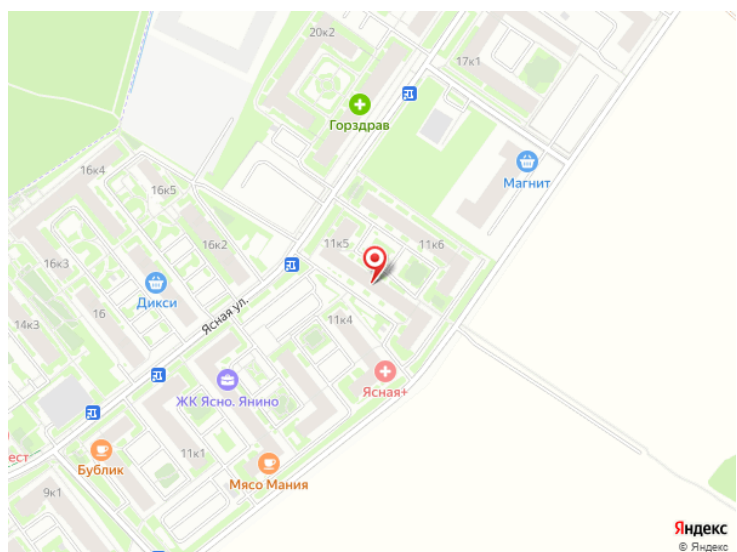 20к2
17к1
Горздрав
16к4
Магнит
16к5
11к5
11к6
16к2
16к3
Дикси
16
14к3
Ясная ул.
11к4
Ясная+
ЖК Ясно. Янино
ест
Бублик
11к1
Мясо Мания
9к1
Яндекс
© Яндекс